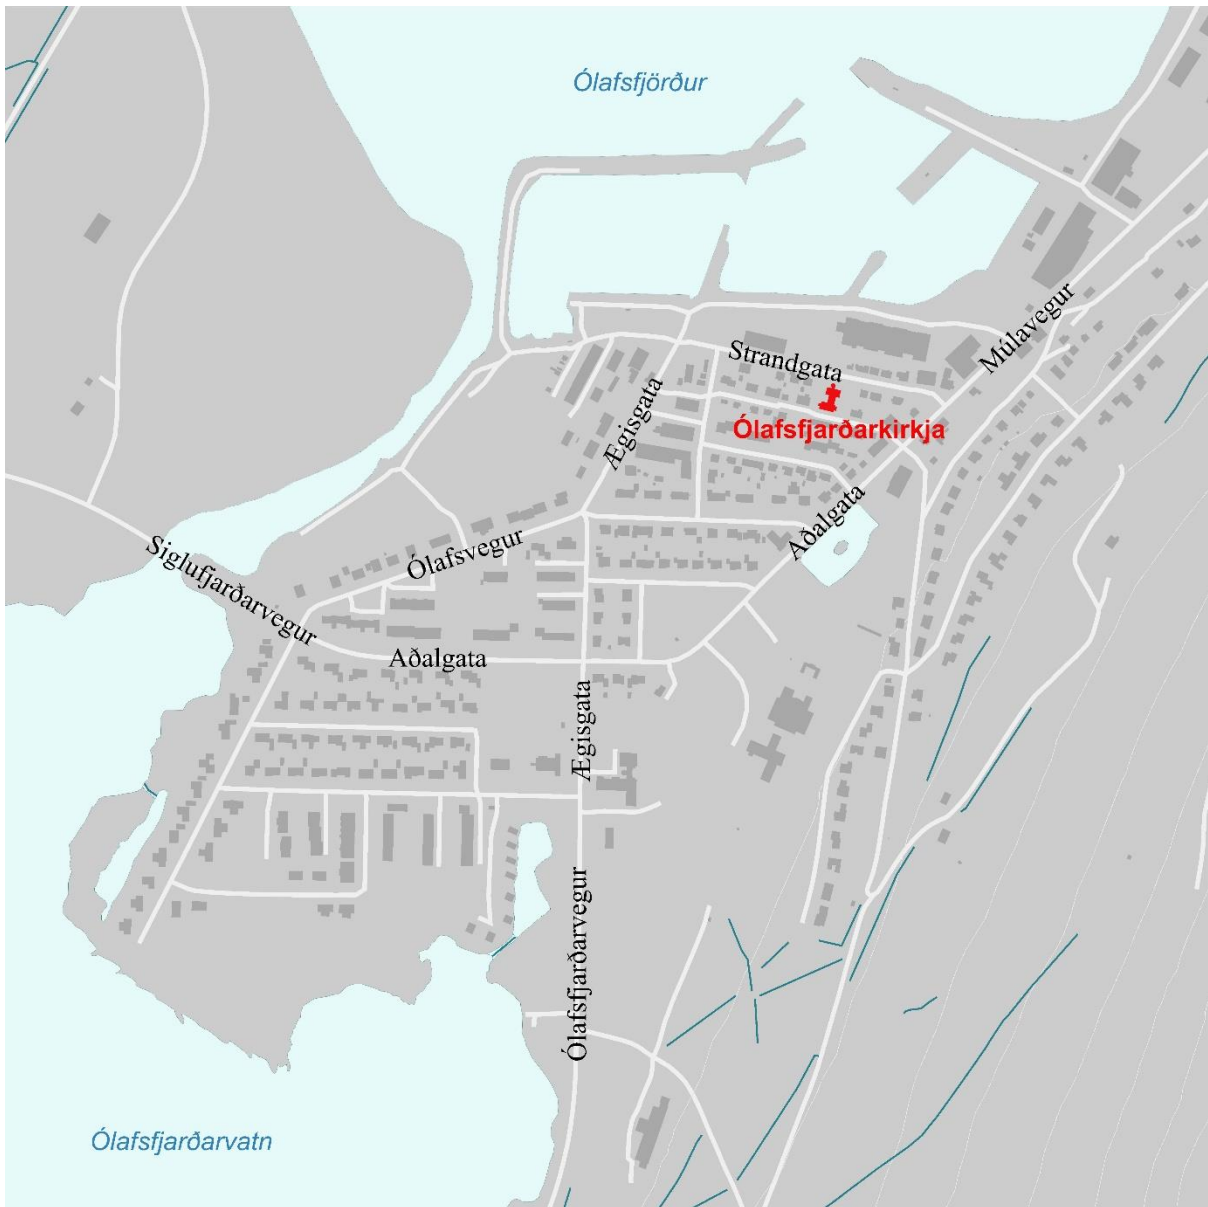 Ólafsfjörður
Múlavegur
Strandgata
Ægisgata
Ólafsfjarðarkirkja
Aðalgata
Siglufjarðarvegur
Ólafsvegur
Aðalgata
Ægisgata
Ólafsfjarðarvegur
Ólafsfjarðarvatn